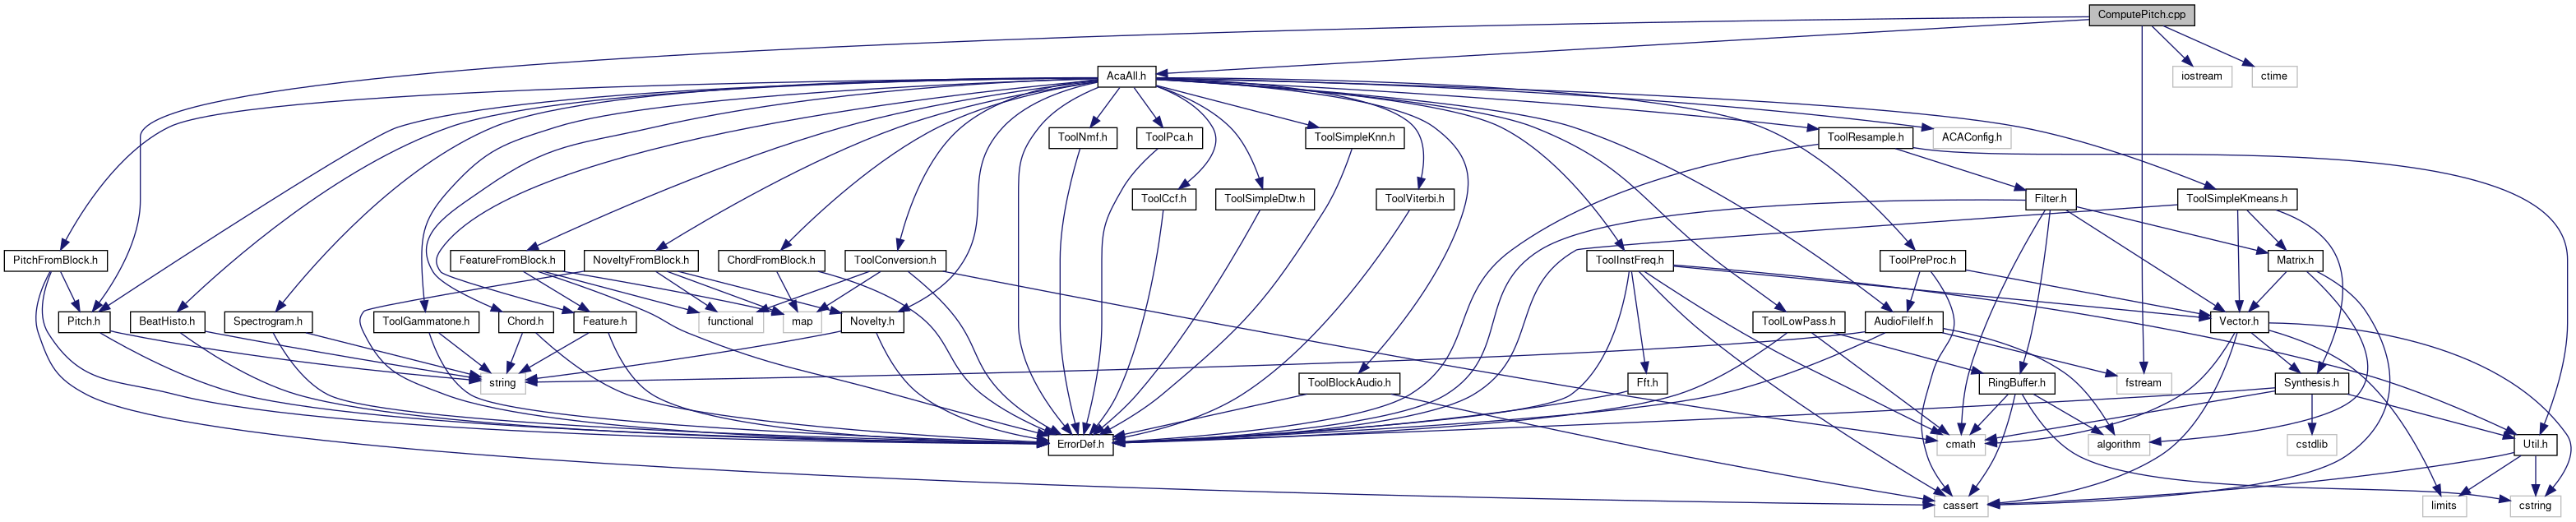 ComputePitch.cpp
AcaAll.h
iostream
ctime
ToolNmf.h
ToolPca.h
ToolSimpleKnn.h
ToolResample.h
ACAConfig.h
ToolCcf.h
ToolSimpleDtw.h
ToolViterbi.h
Filter.h
ToolSimpleKmeans.h
PitchFromBlock.h
FeatureFromBlock.h
NoveltyFromBlock.h
ChordFromBlock.h
ToolConversion.h
ToolInstFreq.h
ToolPreProc.h
Matrix.h
Pitch.h
BeatHisto.h
Spectrogram.h
ToolGammatone.h
Chord.h
Feature.h
functional
map
Novelty.h
ToolLowPass.h
AudioFileIf.h
Vector.h
string
ToolBlockAudio.h
Fft.h
RingBuffer.h
fstream
Synthesis.h
ErrorDef.h
cmath
algorithm
cstdlib
Util.h
cassert
limits
cstring